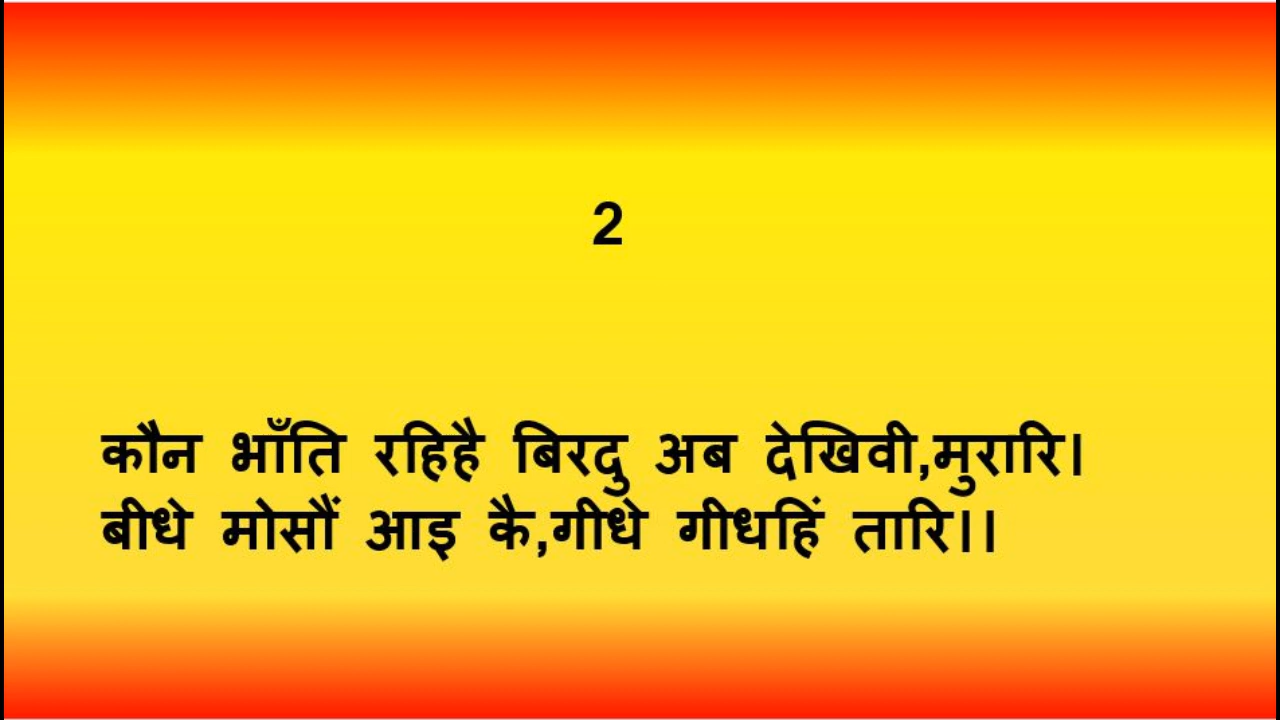 2
कौन भाँति रहिहै बिरदु अब देखिवी,मुरारि।
बीधे मोसौं आइ कै,गीधे गीधहिं तारि।।